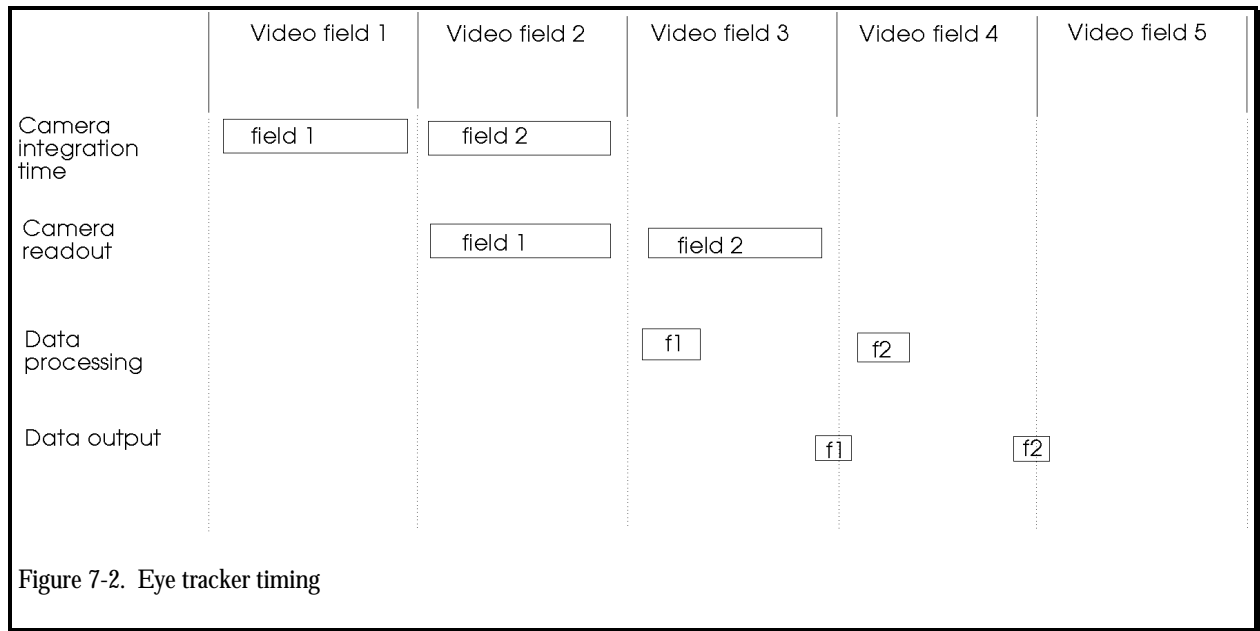 Video field 1
Video field 2
Video field 3
Video field 4
Video field 5
Camera
integration
time
field 1
field 2
Camera
readout
field 1
field 2
Data
processing
f1
f2
Data output
f1
f2
Figure 7-2. Eye tracker timing